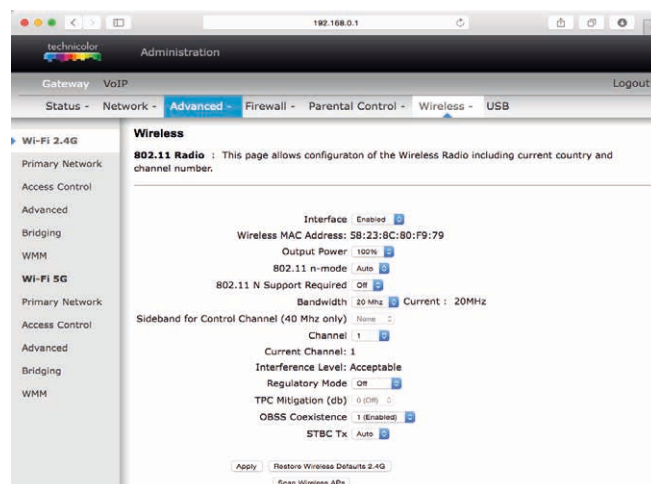 192.168.0.1
technicolor
Administration
Gateway VoIP Logout
Status - Network - Advanced - Firewall - Parental Control - Wireless - USB
Wi-Fi 2.4G
Primary Network
Access Control
Advanced
Bridging
WMM
Wi-Fi 5G
Primary Network
Access Control
Advanced
Bridging
WMM
Wireless
802.11 Radio : This page allows configuraton of the Wireless Radio including current country and
channel number.
Interface Enabled
Wireless MAC Address: 58:23:8C:80:F9:79
Output Power 100%
802.11 n-mode Auto
802.11 N Support Required Off
Bandwidth 20 Mhz Current : 20MHz
Sideband for Control Channel (40 Mhz only) None
Channel 1
Current Channel: 1
Interference Level: Acceptable
Regulatory Mode Off
TPC Mitigation (db) 0 (Off)
OBSS Coexistence 1 (Enabled)
STBC Tx Auto
Apply Restore Wireless Defaults 2.4G
Scan Wireless APs